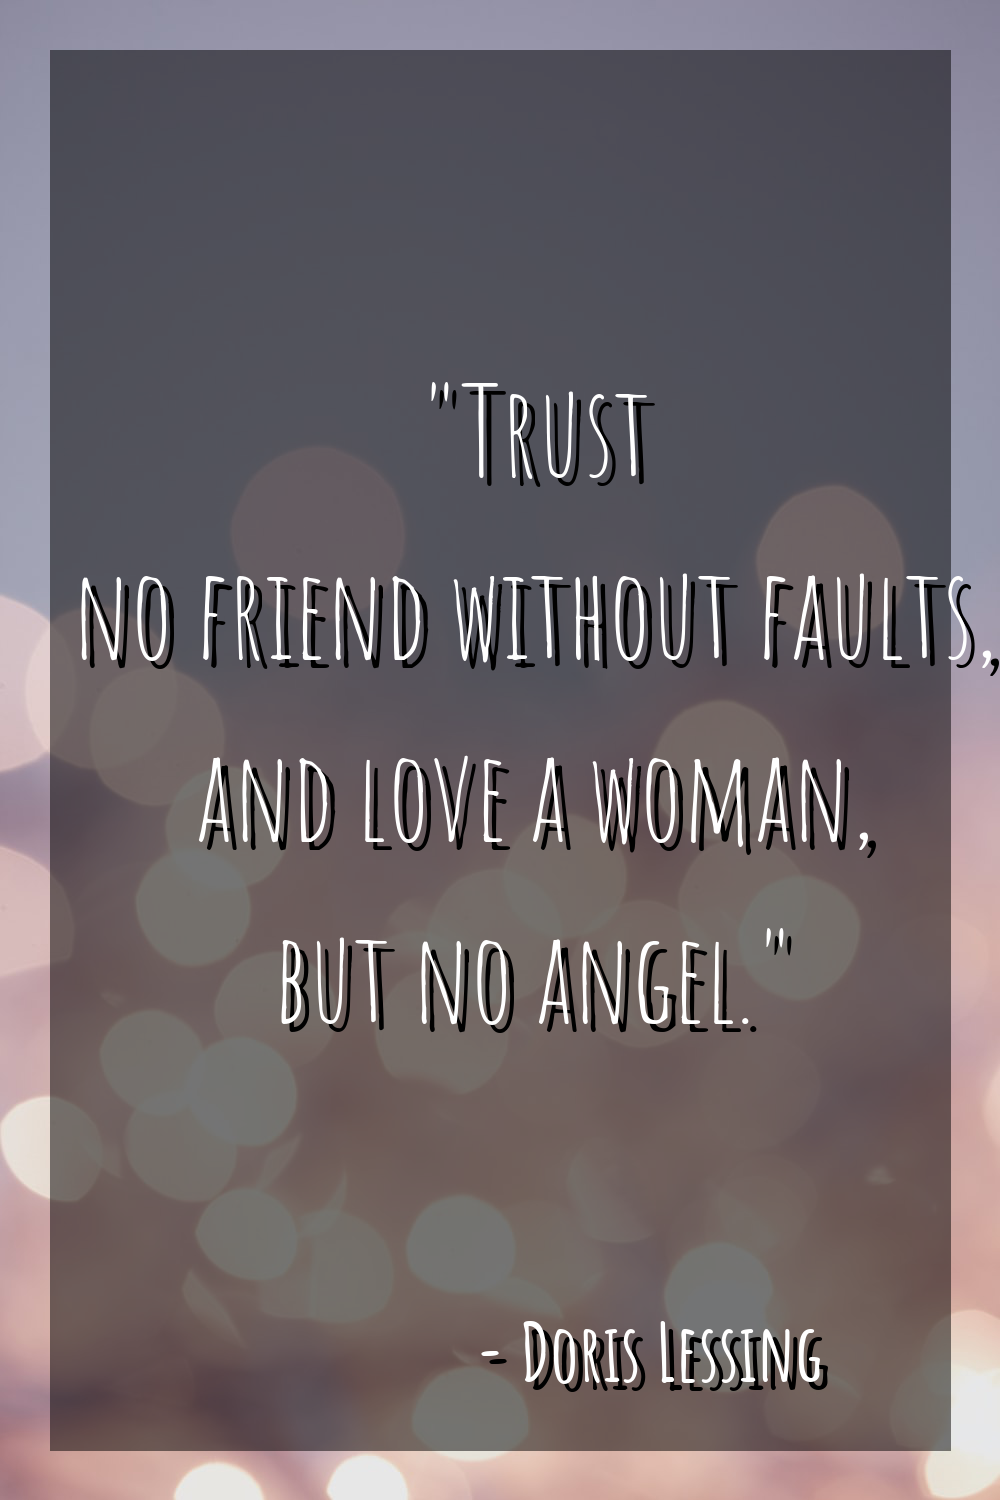 "Trust
no friend without faults,
and love a woman,
but no angel."
- Doris Lessing